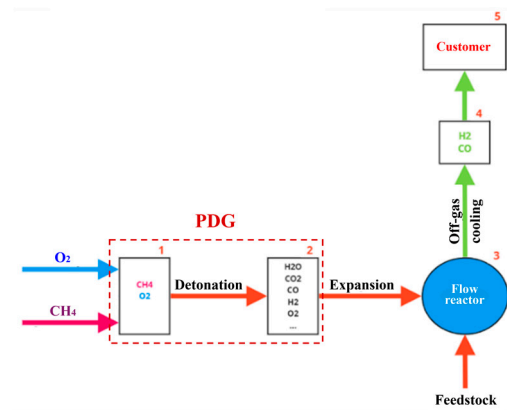 5
Customer
4
H2
CO
Off-gas
cooling
PDG
O2
1
CH4
O2
Detonation
2
H2O
CO2
CO
H2
O2
...
Expansion
3
Flow
reactor
CH4
Feedstock